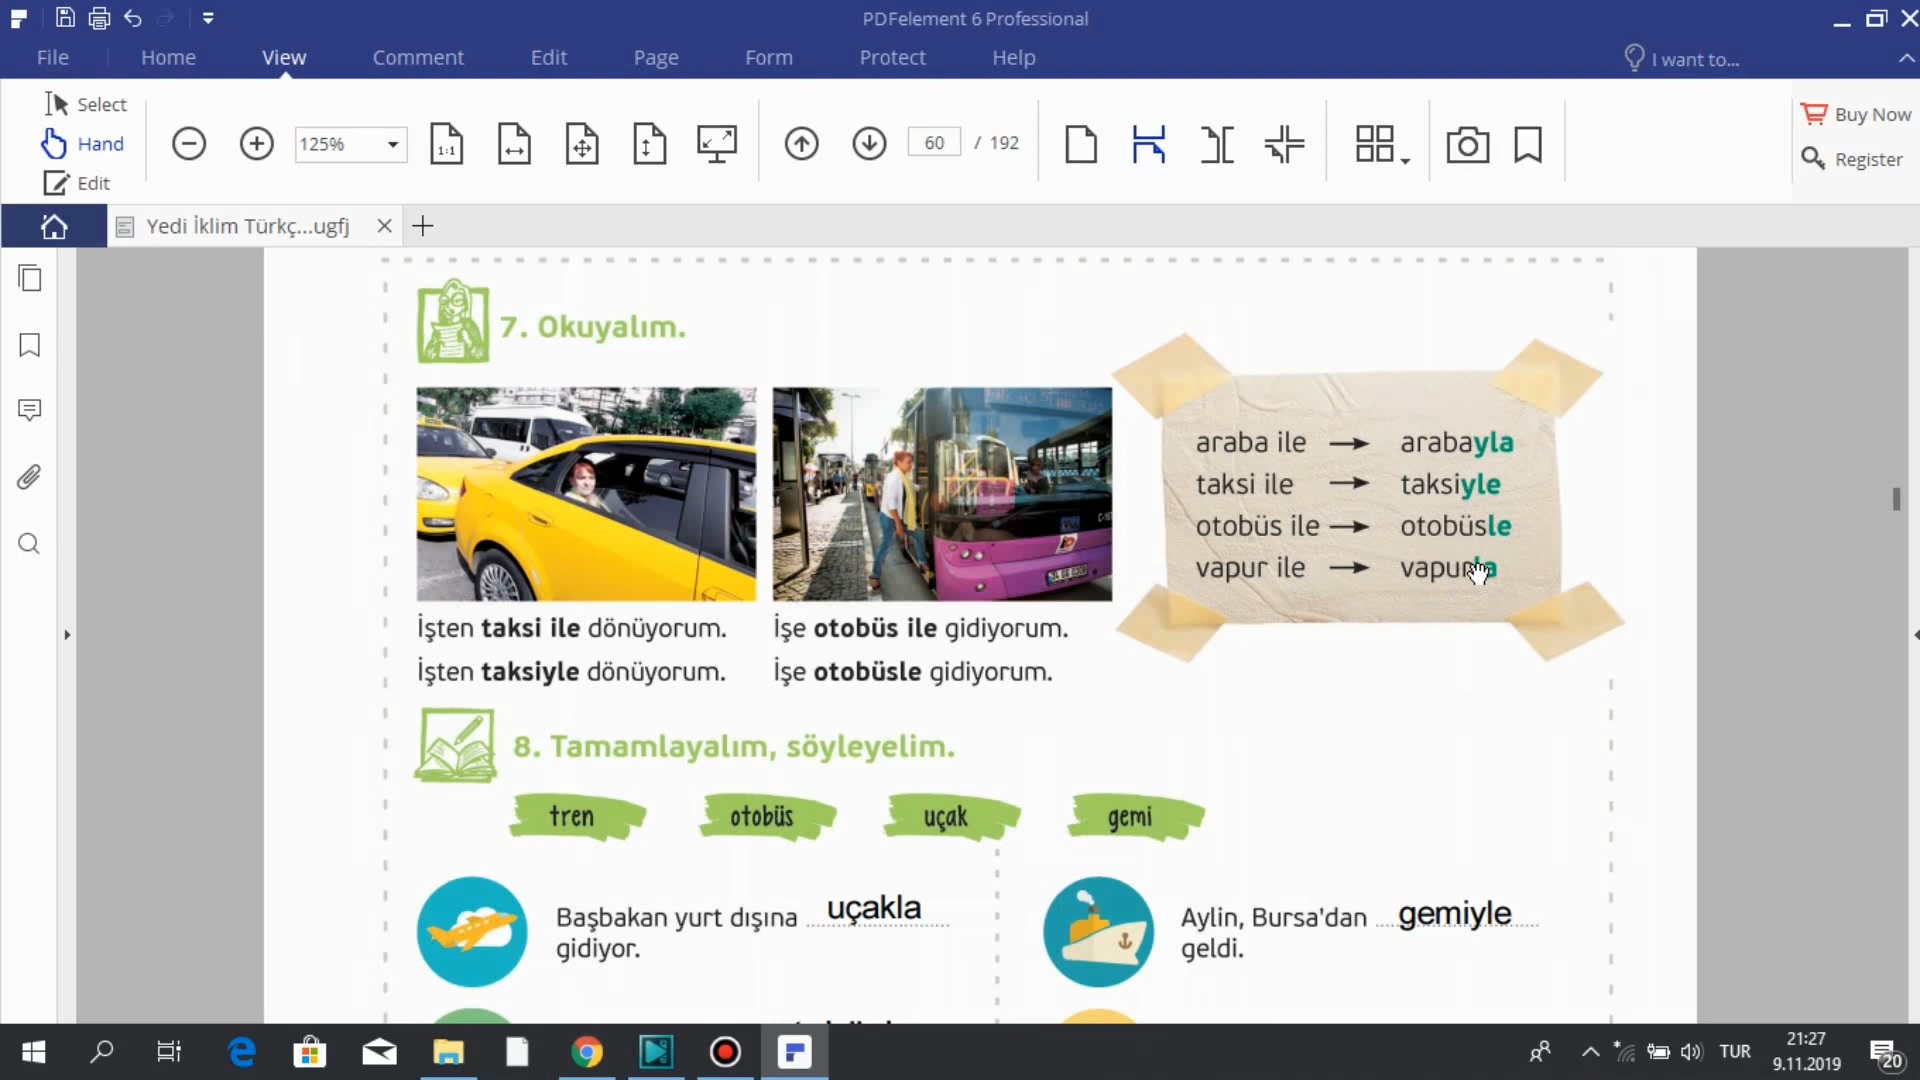 PDFelement 6 Professional
File Home View Comment Edit Page Form Protect Help I want to...
Select
Hand
Edit
125%
1:1
60 / 192
Buy Now
Register
Yedi İklim Türkç...ugfj
7. Okuyalım.
araba ile → arabayla
taksi ile → taksiyle
otobüs ile → otobüsle
vapur ile → vapurla
İşten taksi ile dönüyorum.
İşten taksiyle dönüyorum.
İşe otobüs ile gidiyorum.
İşe otobüsle gidiyorum.
8. Tamamlayalım, söyleyelim.
tren otobüs uçak gemi
Başbakan yurt dışına uçakla
gidiyor.
Aylin, Bursa'dan gemiyle
geldi.
TUR
21:27
9.11.2019
20